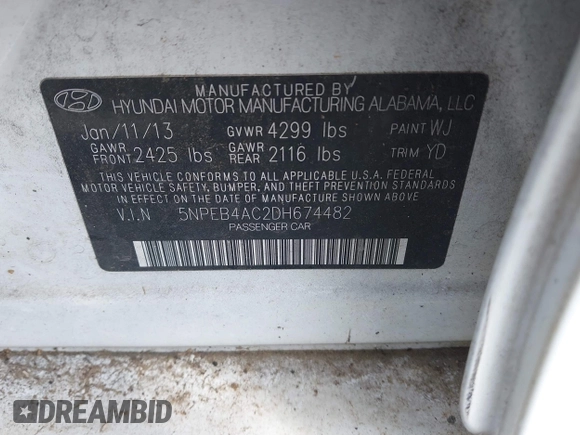 MANUFACTURED BY
HYUNDAI MOTOR MANUFACTURING ALABAMA, LLC
Jan/11/13 GVWR 4299 lbs PAINT WJ
GAWR FRONT 2425 lbs GAWR REAR 2116 lbs TRIM YD
THIS VEHICLE CONFORMS TO ALL APPLICABLE U.S.A. FEDERAL
MOTOR VEHICLE SAFETY, BUMPER, AND THEFT PREVENTION STANDARDS
IN EFFECT ON THE DATE OF MANUFACTURE SHOWN ABOVE
V.I.N 5NPEB4AC2DH674482
PASSENGER CAR
DREAMBID